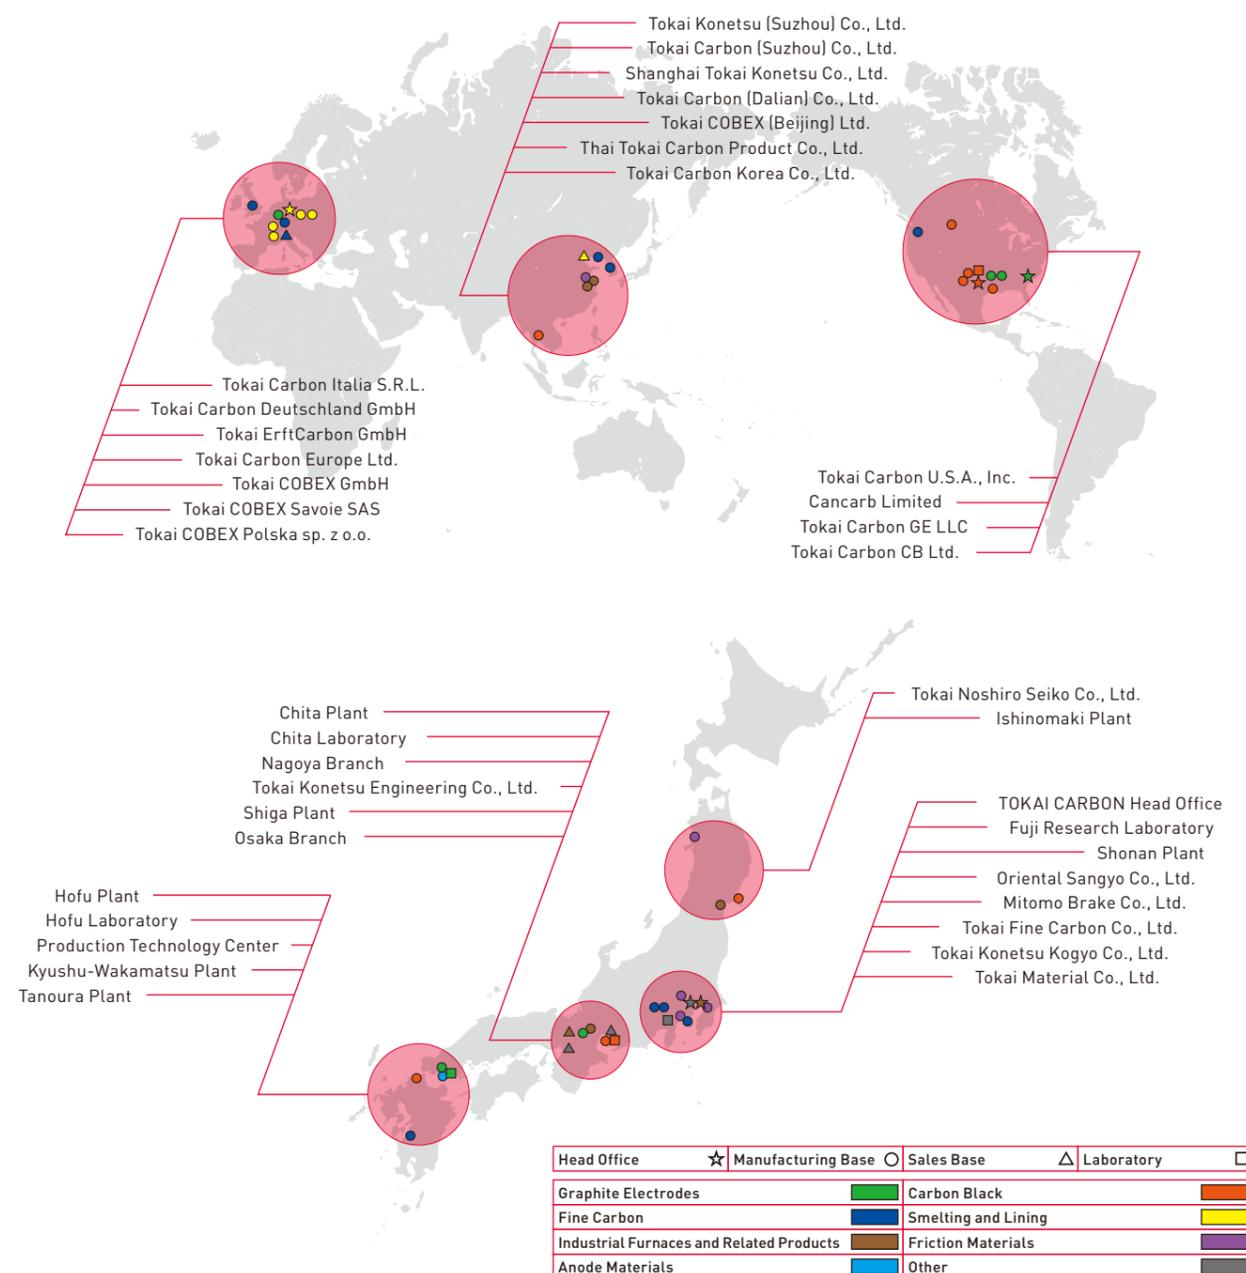 Tokai Konetsu (Suzhou) Co., Ltd.
Tokai Carbon (Suzhou) Co., Ltd.
Shanghai Tokai Konetsu Co., Ltd.
Tokai Carbon (Dalian) Co., Ltd.
Tokai COBEX (Beijing) Ltd.
Thai Tokai Carbon Product Co., Ltd.
Tokai Carbon Korea Co., Ltd.
Tokai Carbon Italia S.R.L.
Tokai Carbon Deutschland GmbH
Tokai ErftCarbon GmbH
Tokai Carbon Europe Ltd.
Tokai COBEX GmbH
Tokai COBEX Savoie SAS
Tokai COBEX Polska sp. z o.o.
Tokai Carbon U.S.A., Inc.
Cancarb Limited
Tokai Carbon GE LLC
Tokai Carbon CB Ltd.
Tokai Noshiro Seiko Co., Ltd.
Ishinomaki Plant
Chita Plant
Chita Laboratory
Nagoya Branch
Tokai Konetsu Engineering Co., Ltd.
Shiga Plant
Osaka Branch
TOKAI CARBON Head Office
Fuji Research Laboratory
Shonan Plant
Oriental Sangyo Co., Ltd.
Mitomo Brake Co., Ltd.
Tokai Fine Carbon Co., Ltd.
Tokai Konetsu Kogyo Co., Ltd.
Tokai Material Co., Ltd.
Hofu Plant
Hofu Laboratory
Production Technology Center
Kyushu-Wakamatsu Plant
Tanoura Plant
Head Office Manufacturing Base Sales Base Laboratory
Graphite Electrodes Carbon Black
Fine Carbon Smelting and Lining
Industrial Furnaces and Related Products Friction Materials
Anode Materials Other